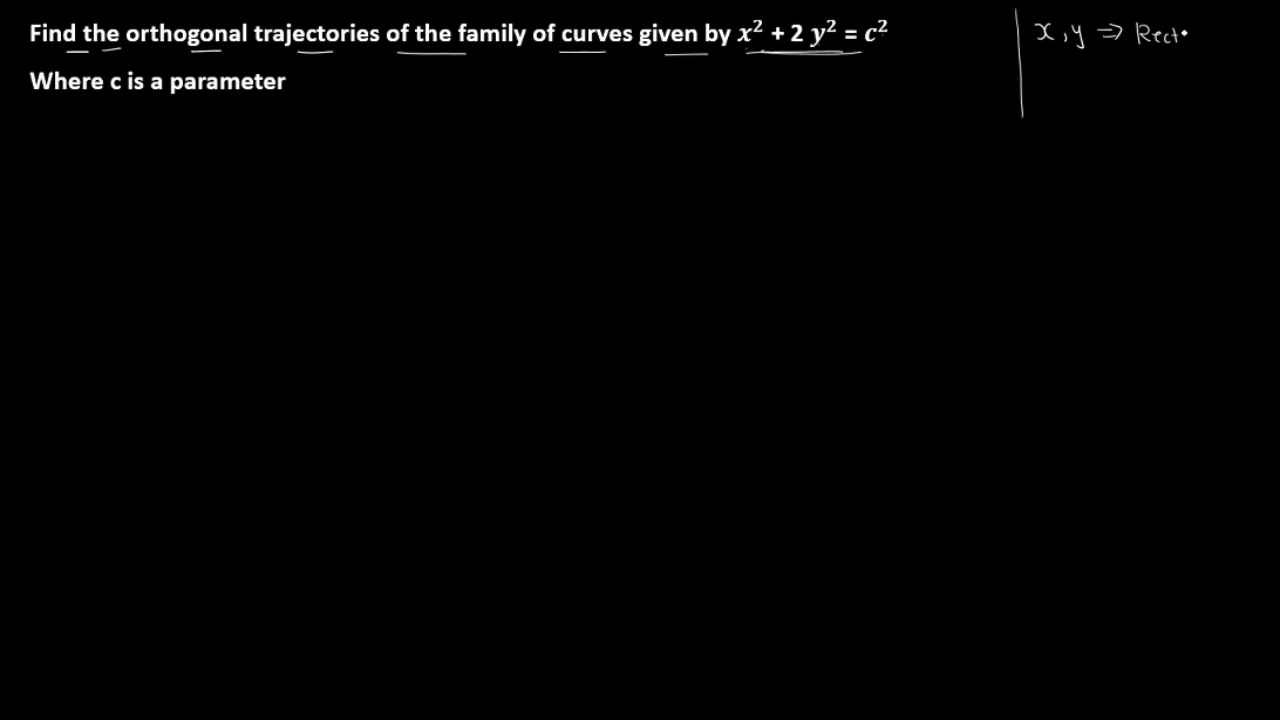 Find the orthogonal trajectories of the family of curves given by x² + 2 y² = c²
Where c is a parameter
x, y ⇒ Rect